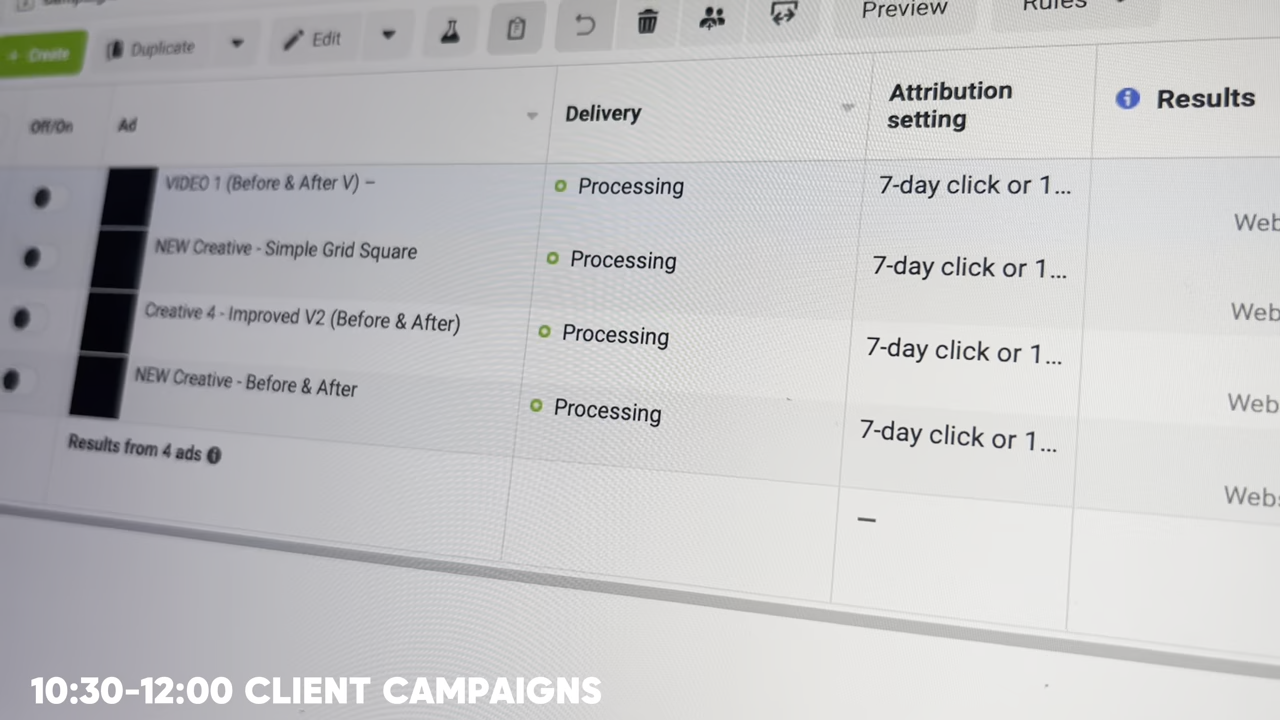 + Create
Duplicate
Edit
Preview
Rules
Off/On
Ad
Delivery
Attribution
setting
Results
VIDEO 1 (Before & After V) –
Processing
7-day click or 1...
Web
NEW Creative - Simple Grid Square
Processing
7-day click or 1...
Web
Creative 4 - Improved V2 (Before & After)
Processing
7-day click or 1...
Web
NEW Creative - Before & After
Processing
7-day click or 1...
Webs
Results from 4 ads
—
10:30-12:00 CLIENT CAMPAIGNS